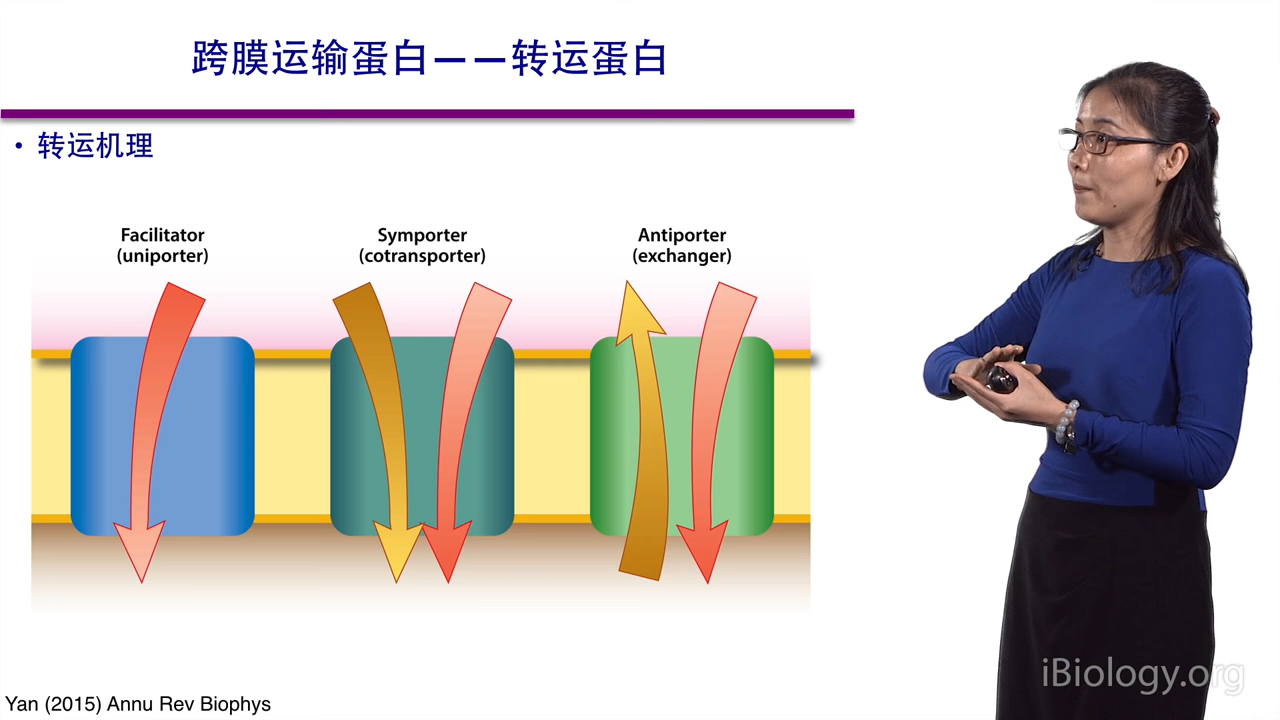 跨膜运输蛋白——转运蛋白
• 转运机理
Facilitator
(uniporter)
Symporter
(cotransporter)
Antiporter
(exchanger)
Yan (2015) Annu Rev Biophys
iBiology.org